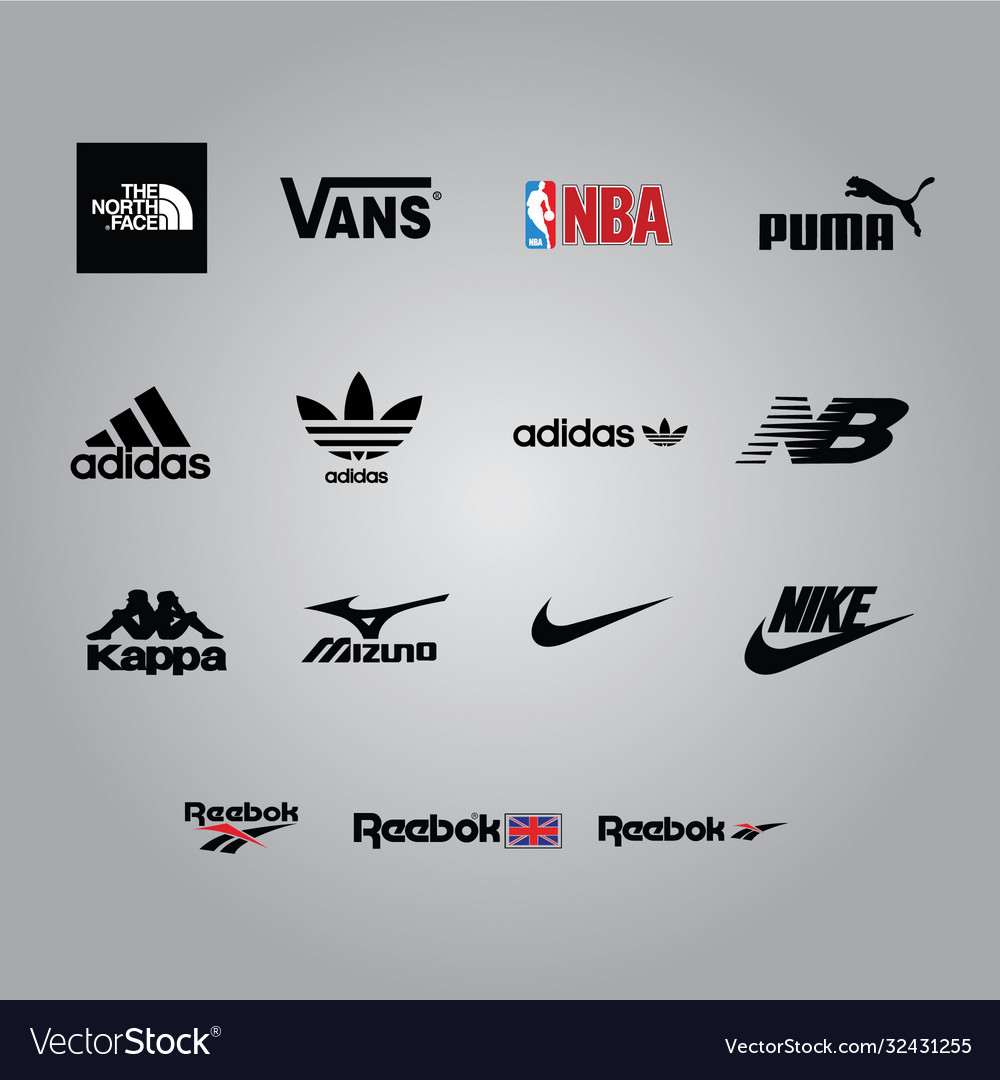 THE
NORTH
FACE®
VANS®
NBA
NBA
PUMA
adidas
adidas
adidas
NB
Kappa
MIZUNO
NIKE
Reebok
Reebok®
Reebok
VectorStock®
VectorStock.com/32431255